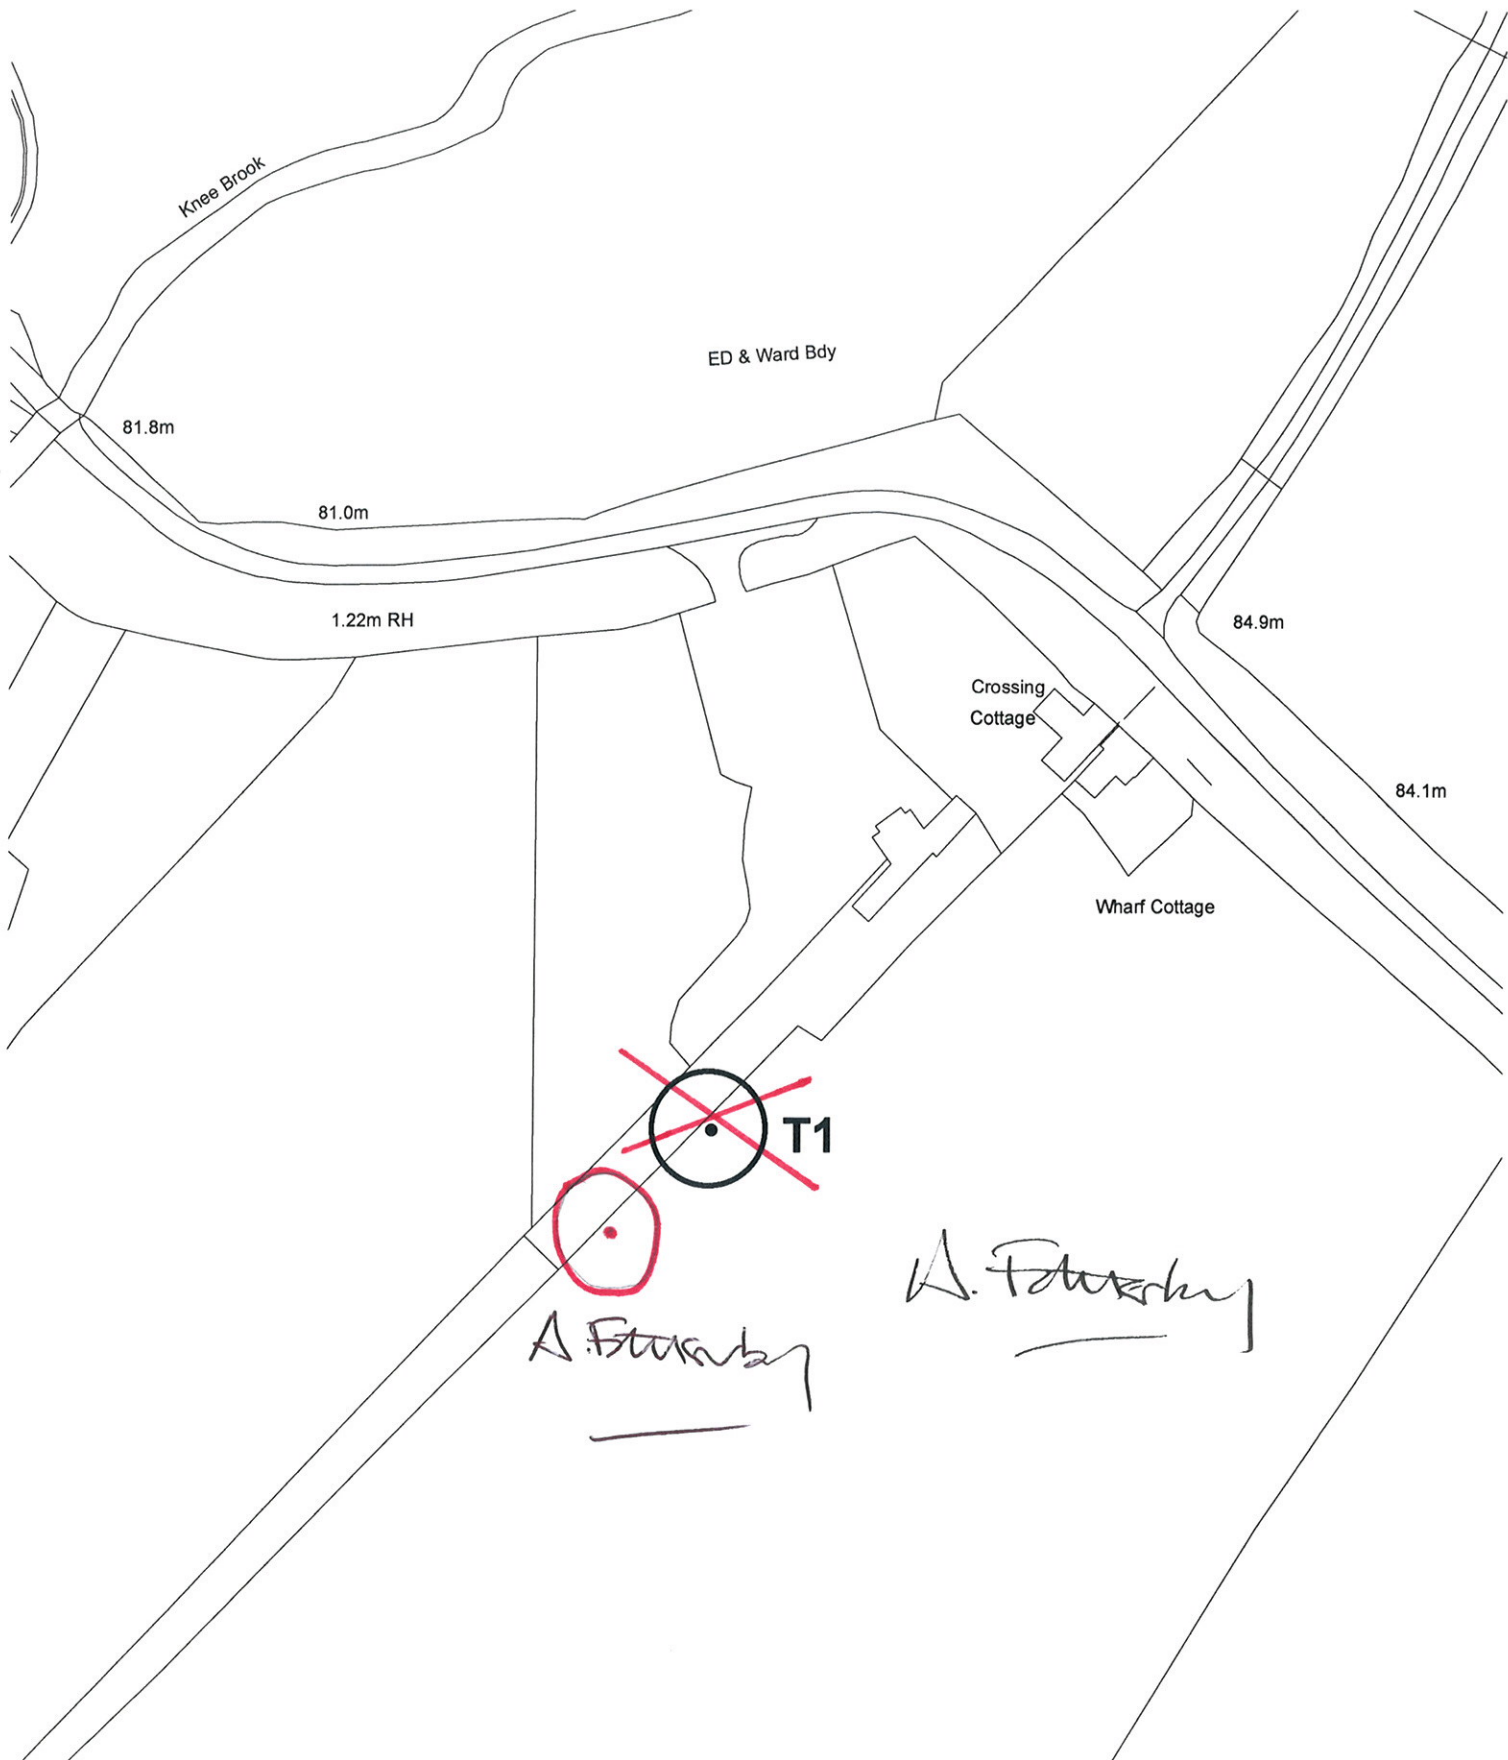 Knee Brook
ED & Ward Bdy
81.8m
81.0m
1.22m RH
84.9m
Crossing
Cottage
84.1m
Wharf Cottage
T1
A.
A.